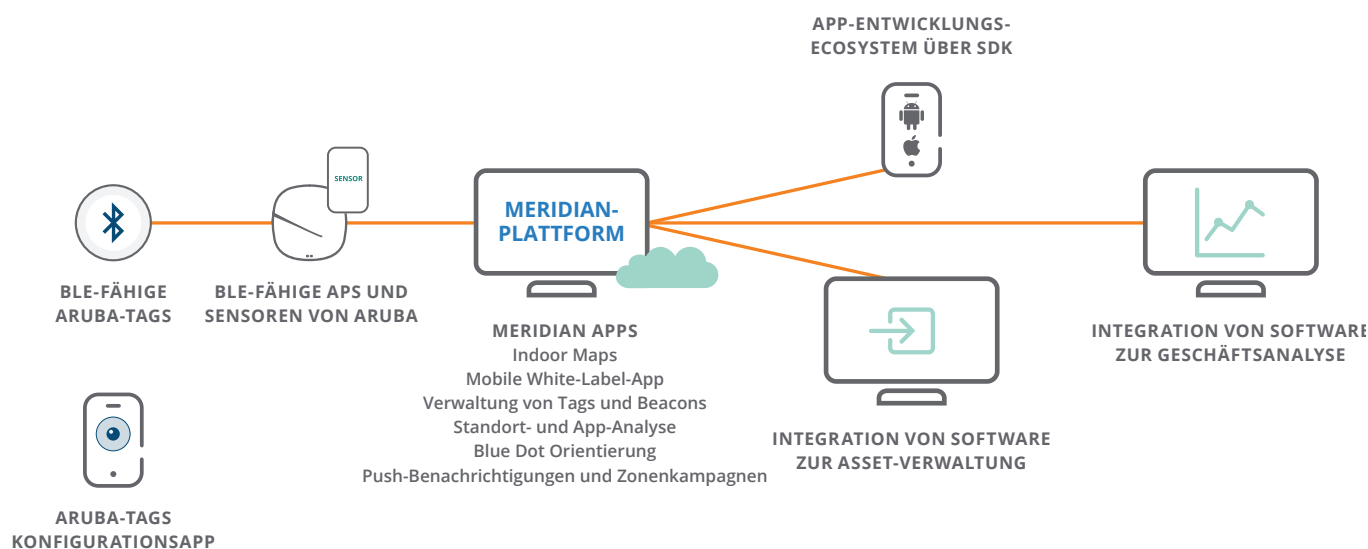 APP-ENTWICKLUNGS-
ECOSYSTEM ÜBER SDK
SENSOR
MERIDIAN-
PLATTFORM
BLE-FÄHIGE
ARUBA-TAGS
BLE-FÄHIGE APS UND
SENSOREN VON ARUBA
MERIDIAN APPS
Indoor Maps
Mobile White-Label-App
Verwaltung von Tags und Beacons
Standort- und App-Analyse
Blue Dot Orientierung
Push-Benachrichtigungen und Zonenkampagnen
INTEGRATION VON SOFTWARE
ZUR GESCHÄFTSANALYSE
INTEGRATION VON SOFTWARE
ZUR ASSET-VERWALTUNG
ARUBA-TAGS
KONFIGURATIONSAPP